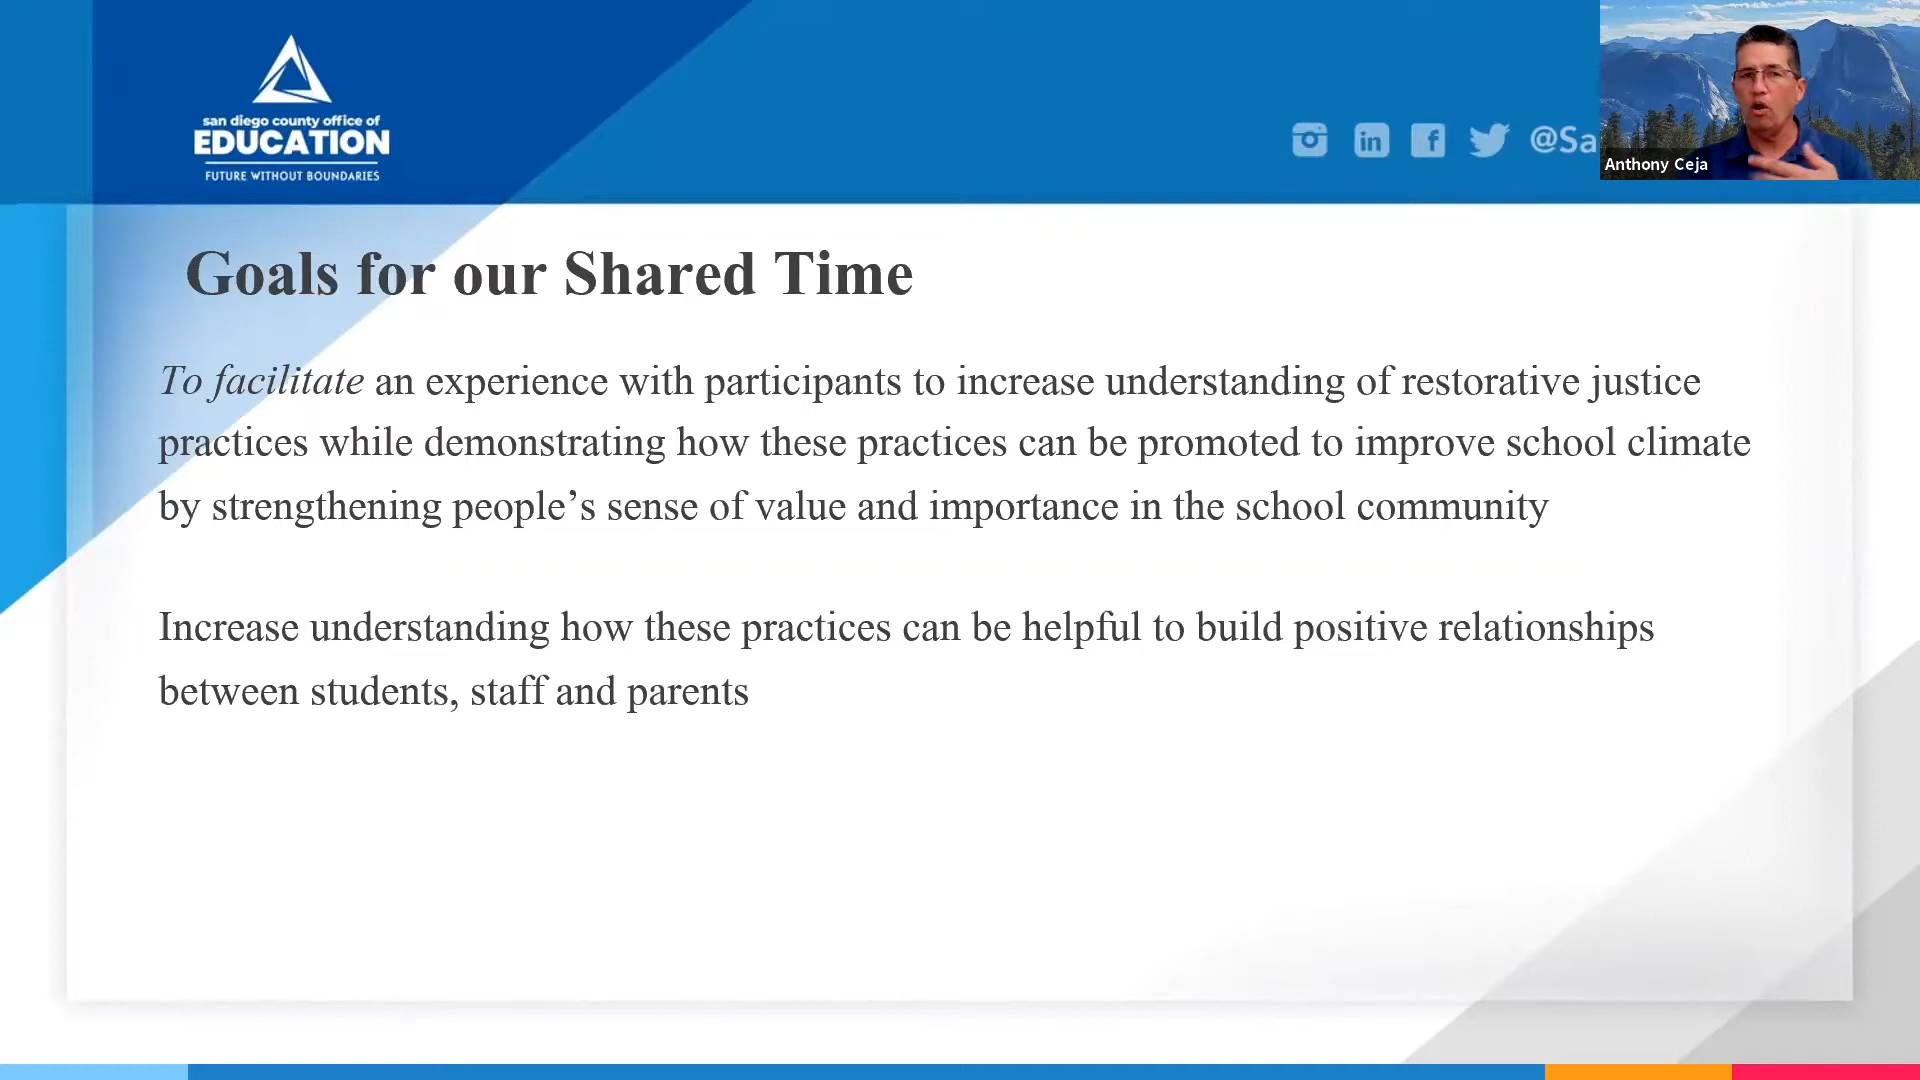 san diego county office of
EDUCATION
FUTURE WITHOUT BOUNDARIES
in f @Sa
Anthony Ceja
Goals for our Shared Time
To facilitate an experience with participants to increase understanding of restorative justice
practices while demonstrating how these practices can be promoted to improve school climate
by strengthening people’s sense of value and importance in the school community
Increase understanding how these practices can be helpful to build positive relationships
between students, staff and parents